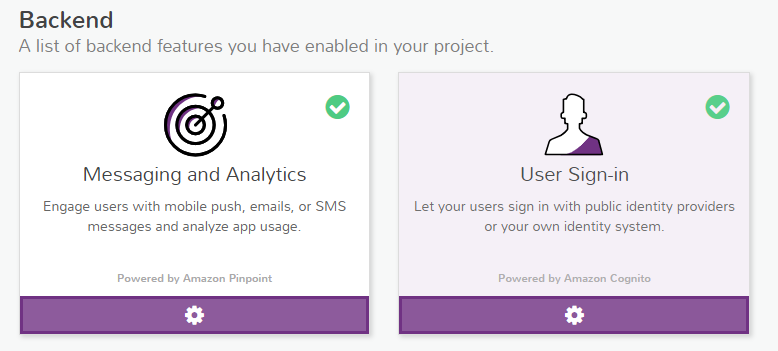 Backend
A list of backend features you have enabled in your project.
Messaging and Analytics
Engage users with mobile push, emails, or SMS
messages and analyze app usage.
Powered by Amazon Pinpoint
User Sign-in
Let your users sign in with public identity providers
or your own identity system.
Powered by Amazon Cognito